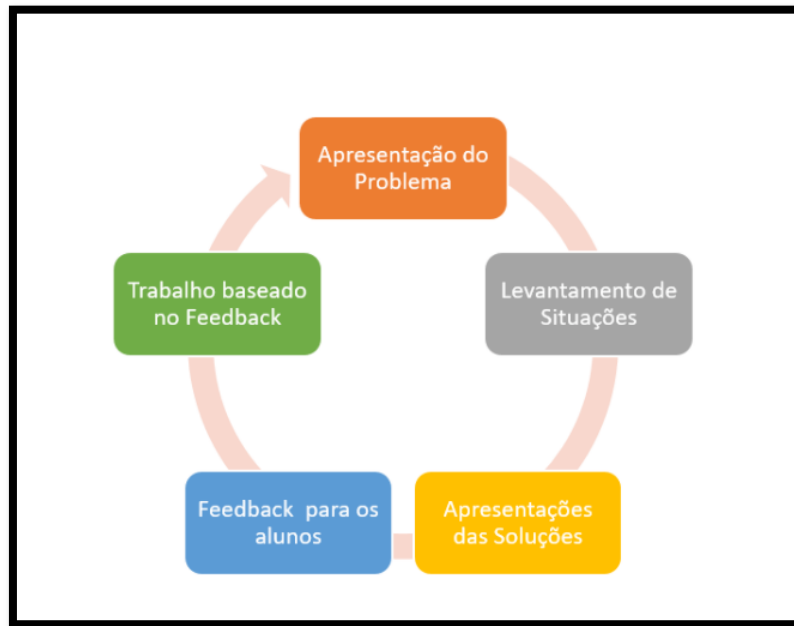 Apresentação do
Problema
Levantamento de
Situações
Apresentações
das Soluções
Feedback  para os
alunos
Trabalho baseado
no Feedback